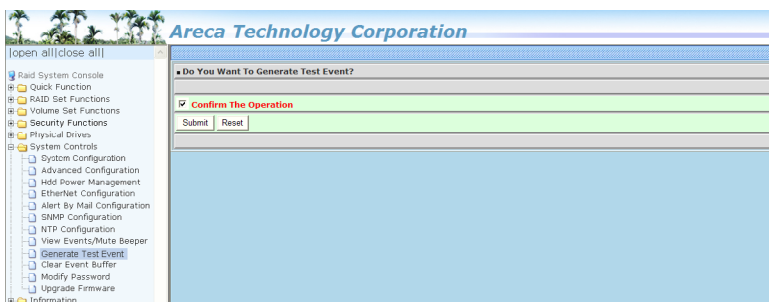 Areca Technology Corporation
|open all|close all|
Raid System Console
Quick Function
RAID Set Functions
Volume Set Functions
Security Functions
Physical Drives
System Controls
System Configuration
Advanced Configuration
Hdd Power Management
EtherNet Configuration
Alert By Mail Configuration
SNMP Configuration
NTP Configuration
View Events/Mute Beeper
Generate Test Event
Clear Event Buffer
Modify Password
Upgrade Firmware
Information
Do You Want To Generate Test Event?
Confirm The Operation
Submit Reset